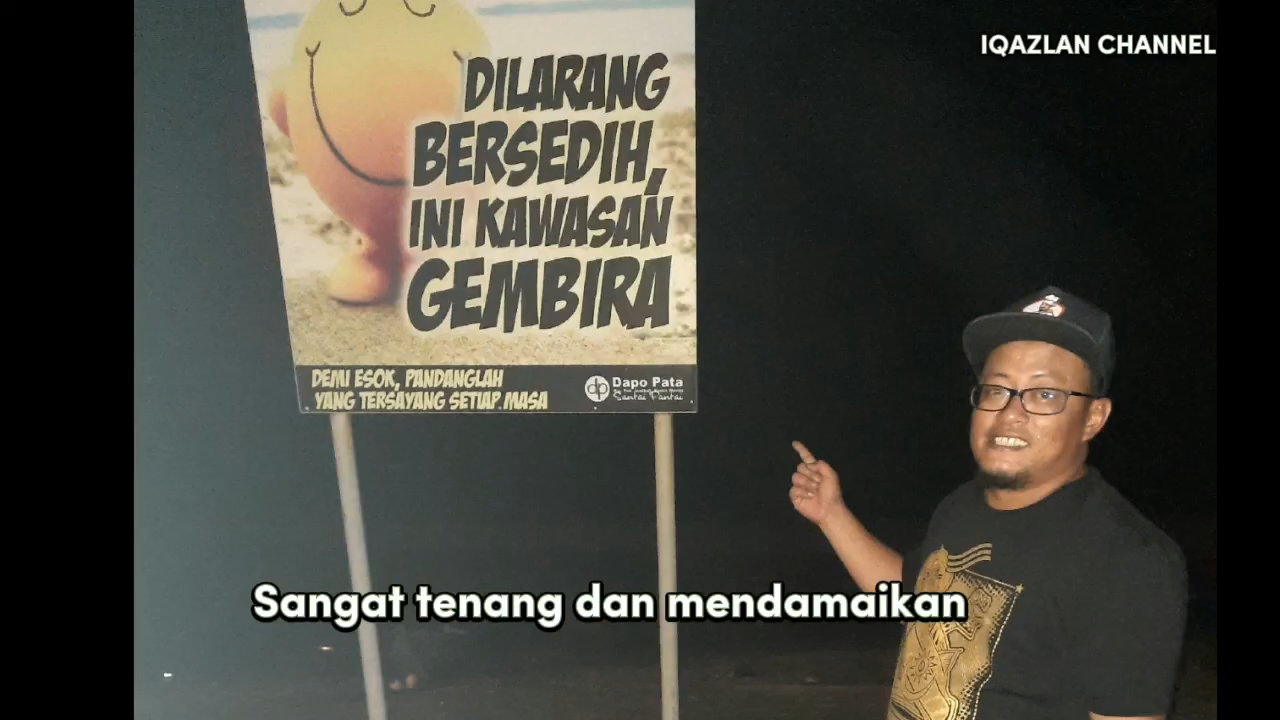 IQAZLAN CHANNEL
DILARANG
BERSEDIH,
INI KAWASAN
GEMBIRA
DEMI ESOK, PANDANGLAH
YANG TERSAYANG SETIAP MASA
dp
Dapo Pata
Santai Pantai
Sangat tenang dan mendamaikan